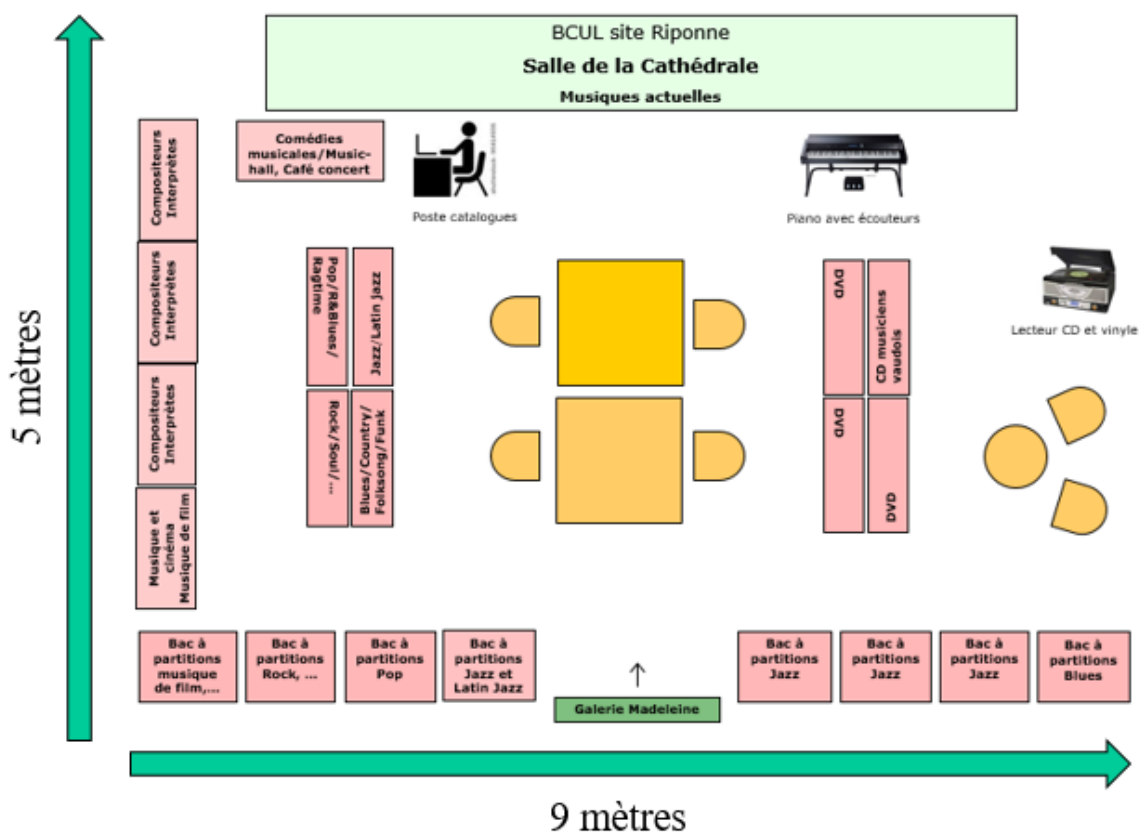 BCUL site Riponne
Salle de la Cathédrale
Musiques actuelles
Compositeurs
Interprètes
Comédies
musicales/Music-
hall, Café concert
Poste catalogues
Piano avec écouteurs
Compositeurs
Interprètes
Pop/R&Blues/
Ragtime
Jazz/Latin jazz
DVD
CD musiciens
vaudois
Lecteur CD et vinyle
5 mètres
Compositeurs
Interprètes
Rock/Soul/...
Blues/Country/
Folksong/Funk
DVD
DVD
Musique et
cinéma
Musique de film
Bac à
partitions
musique
de film,...
Bac à
partitions
Rock, ...
Bac à
partitions
Pop
Bac à
partitions
Jazz et
Latin Jazz
Galerie Madeleine
Bac à
partitions
Jazz
Bac à
partitions
Jazz
Bac à
partitions
Jazz
Bac à
partitions
Blues
9 mètres